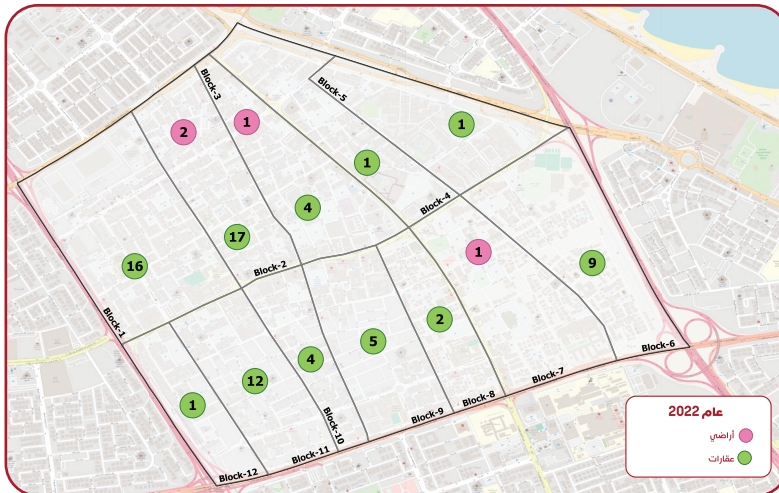 Block-3
Block-5
1
2
1
1
4
Block-4
17
16
Block-2
1
9
Block-1
2
5
4
12
1
Block-6
Block-7
Block-8
Block-9
Block-10
Block-11
Block-12
عام 2022
أراضي
عقارات